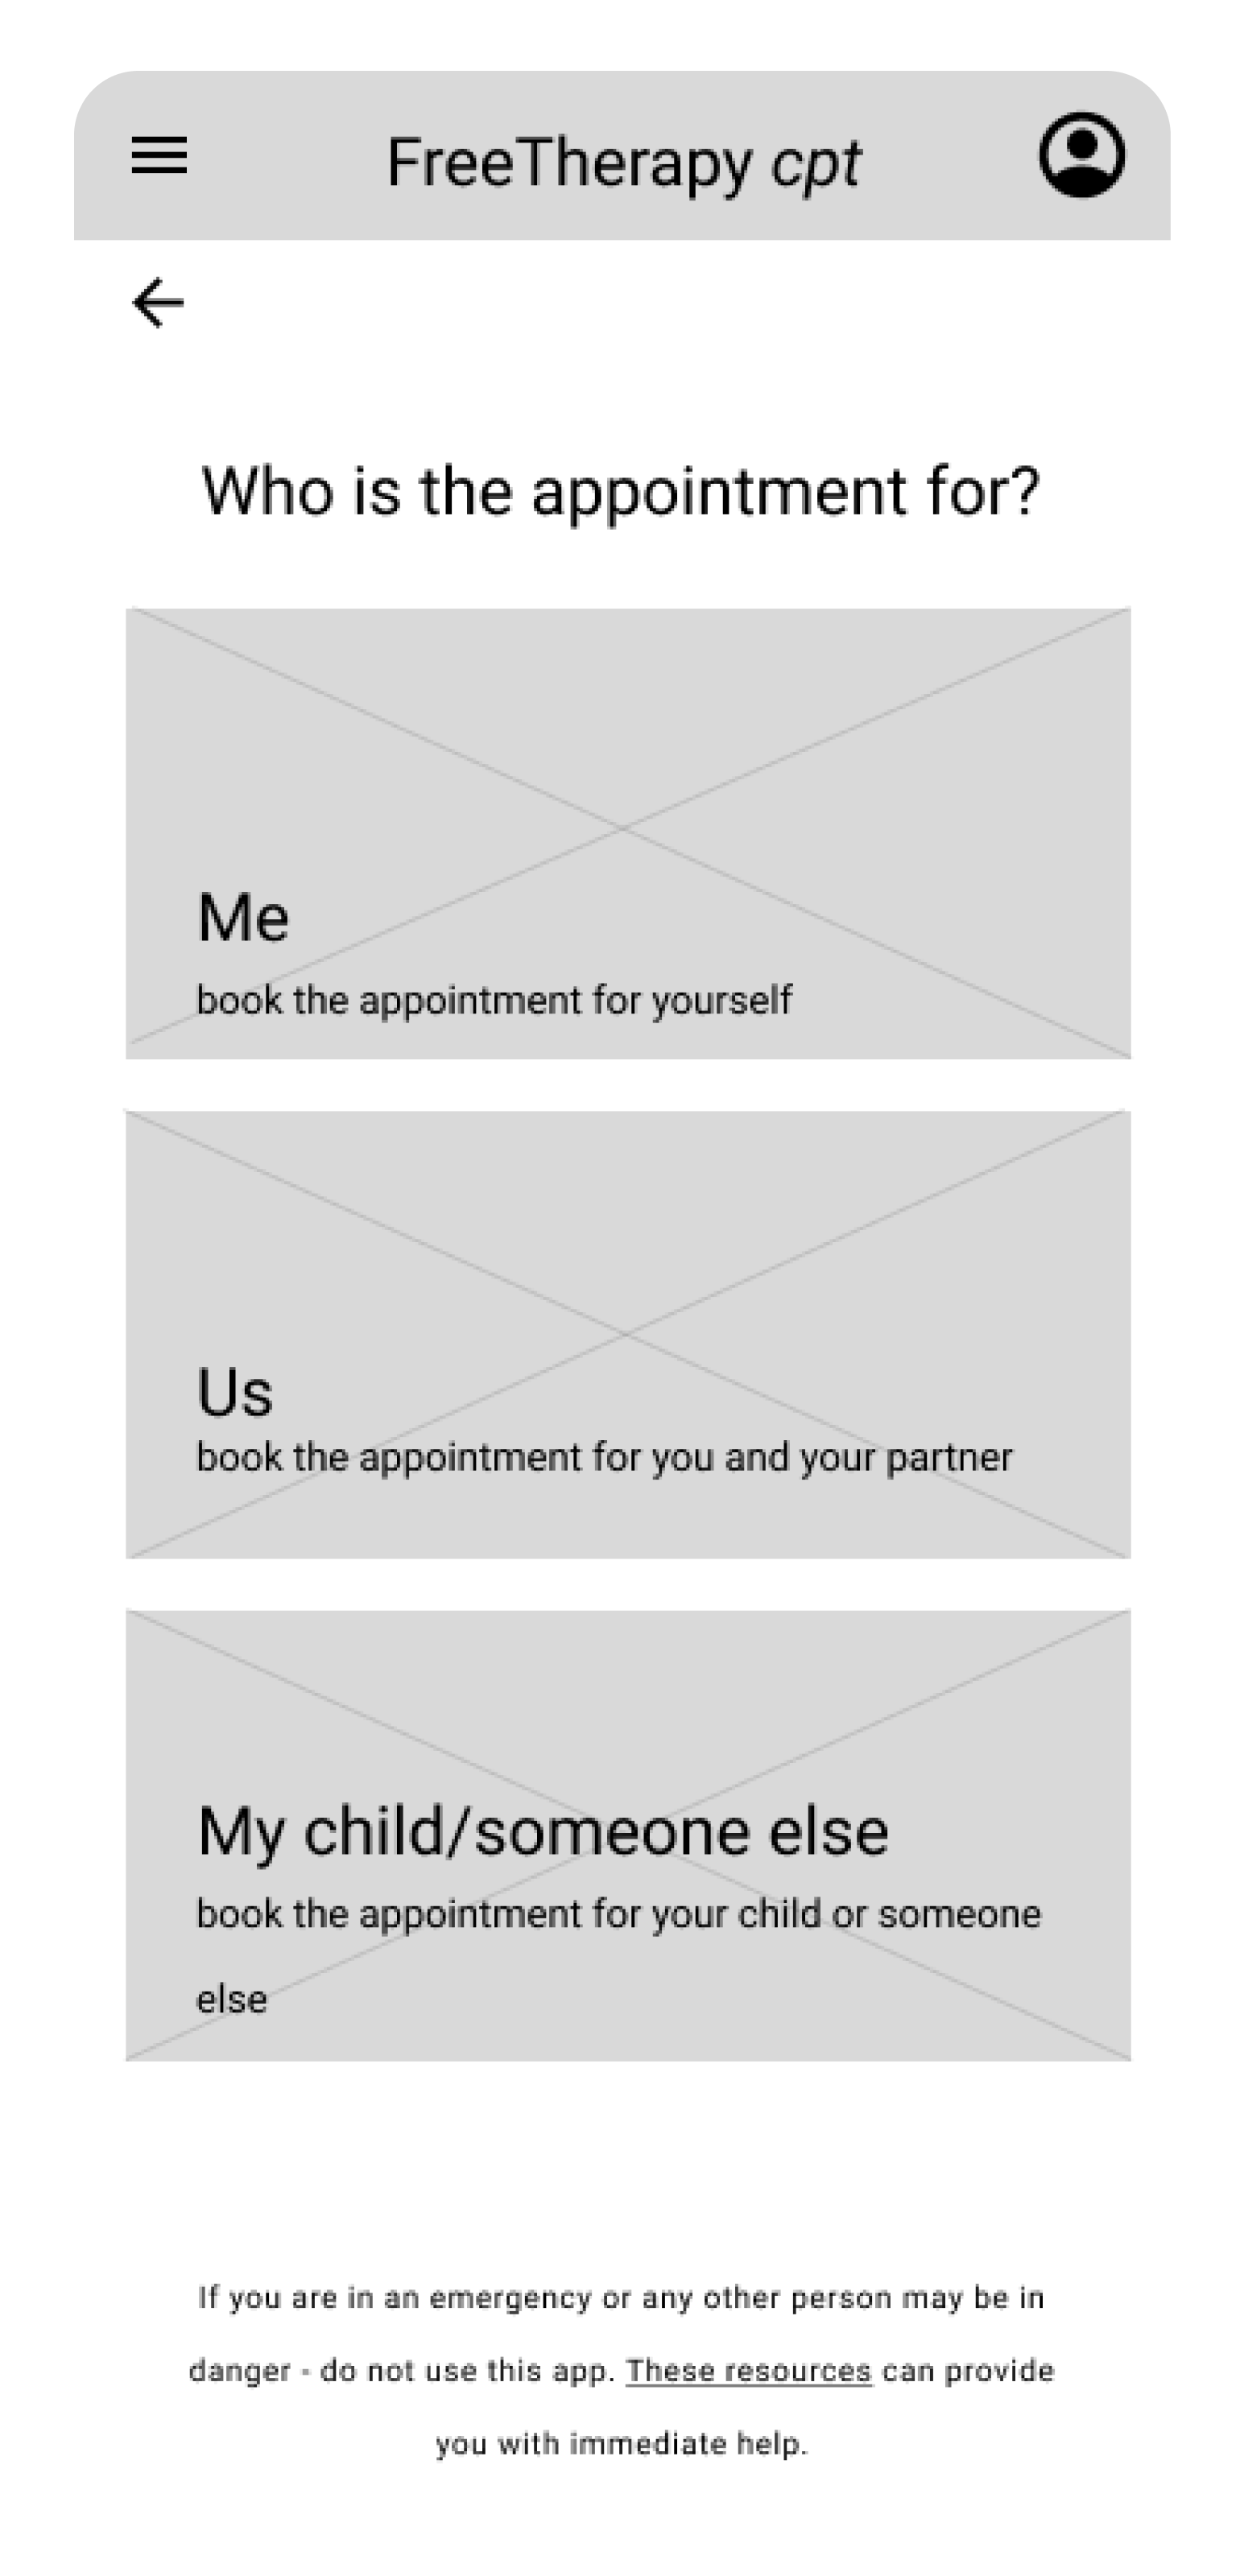 FreeTherapy cpt
Who is the appointment for?
Me
book the appointment for yourself
Us
book the appointment for you and your partner
My child/someone else
book the appointment for your child or someone
else
If you are in an emergency or any other person may be in
danger - do not use this app. These resources can provide
you with immediate help.